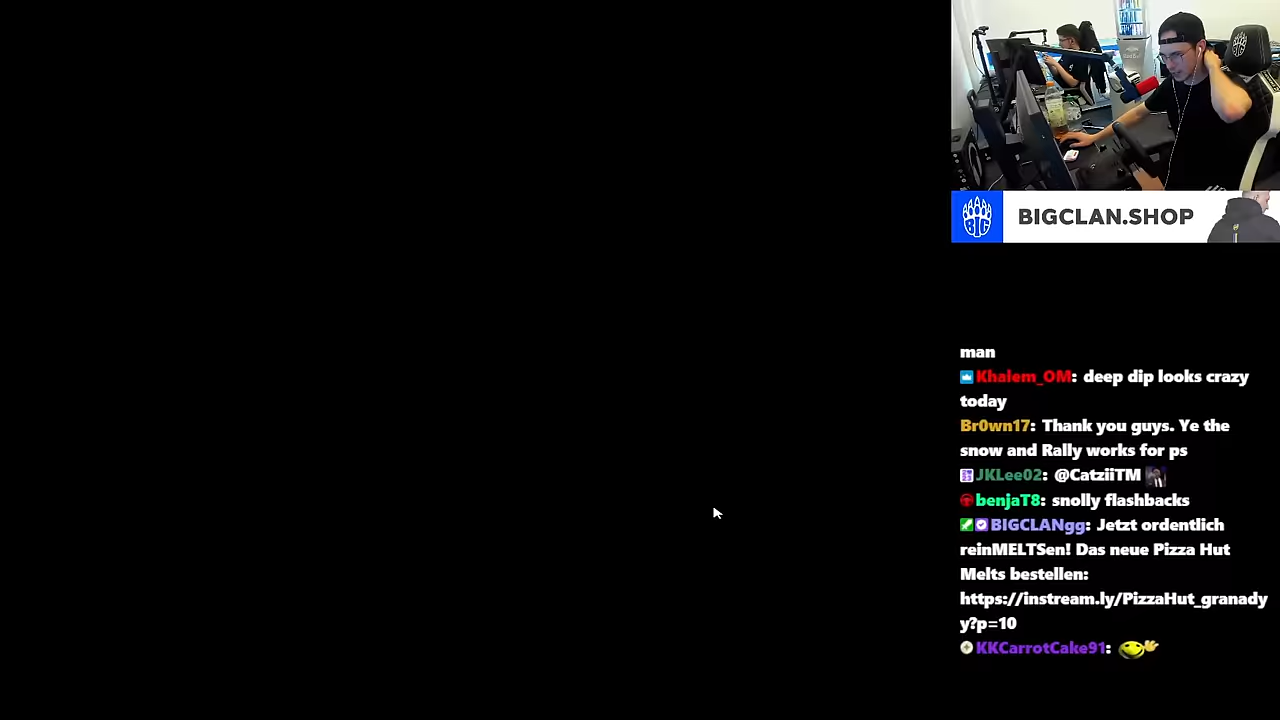 BIG
BIGCLAN.SHOP
man
Khalem_OM: deep dip looks crazy
today
Br0wn17: Thank you guys. Ye the
snow and Rally works for ps
JKLee02: @CatziiTM
benjaT8: snolly flashbacks
BIGCLANgg: Jetzt ordentlich
reinMELTSen! Das neue Pizza Hut
Melts bestellen:
https://instream.ly/PizzaHut_granady
y?p=10
KKCarrotCake91: